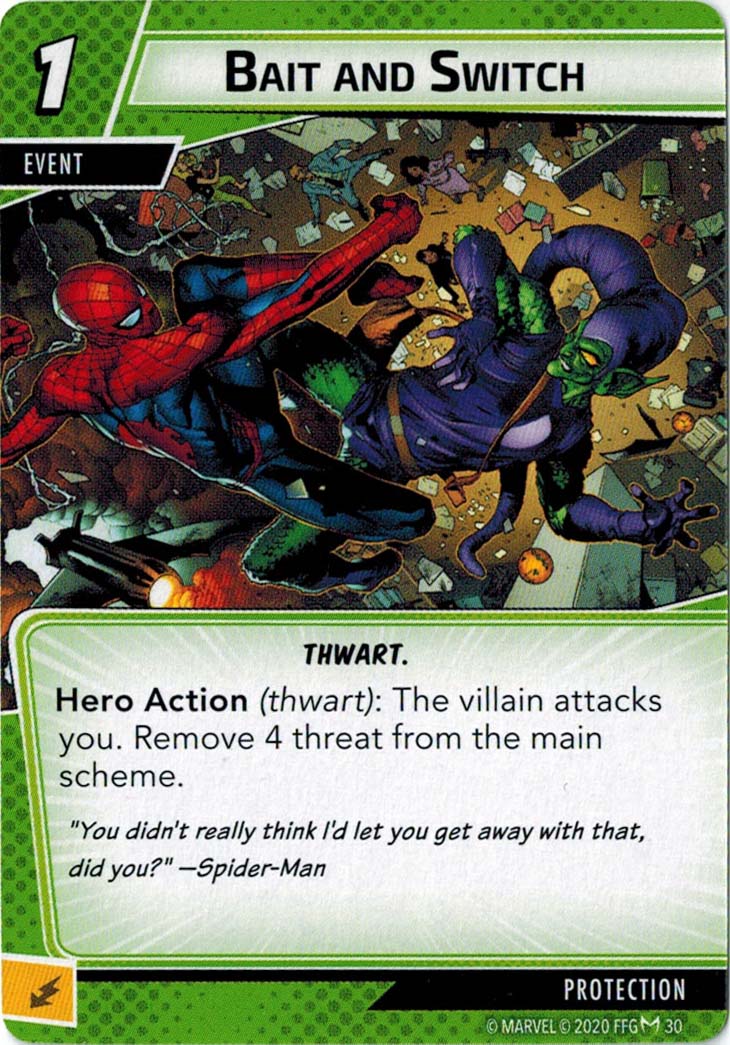 1
BAIT AND SWITCH
EVENT
THWART.
Hero Action (thwart): The villain attacks
you. Remove 4 threat from the main
scheme.
"You didn't really think I'd let you get away with that,
did you?" —Spider-Man
PROTECTION
© MARVEL © 2020 FFG 30